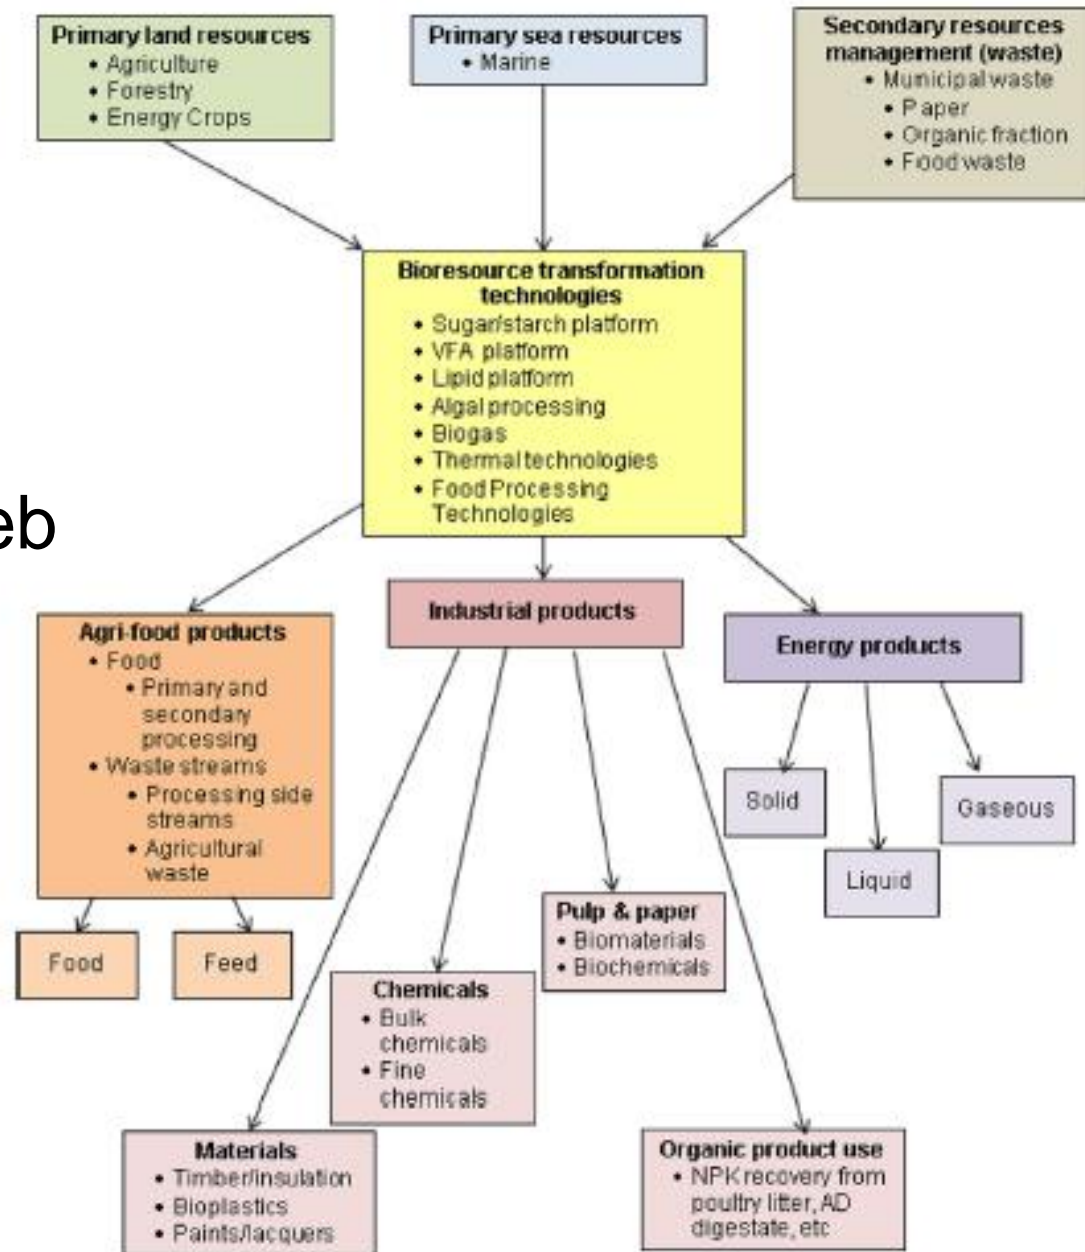 Primary land resources
• Agriculture
• Forestry
• Energy Crops
Primary sea resources
• Marine
Secondary resources
management (waste)
• Municipal waste
• Paper
• Organic fraction
• Food waste
Bioresource transformation
technologies
• Sugar/starch platform
• VFA platform
• Lipid platform
• Algal processing
• Biogas
• Thermal technologies
• Food Processing
Technologies
eb
Agri-food products
• Food
• Primary and
secondary
processing
• Waste streams
• Processing side
streams
• Agricultural
waste
Industrial products
Energy products
Solid
Liquid
Gaseous
Food
Feed
Pulp & paper
• Biomaterials
• Biochemicals
Chemicals
• Bulk
chemicals
• Fine
chemicals
Materials
• Timber/insulation
• Bioplastics
• Paints/lacquers
Organic product use
• NPK recovery from
poultry litter, AD
digestate, etc